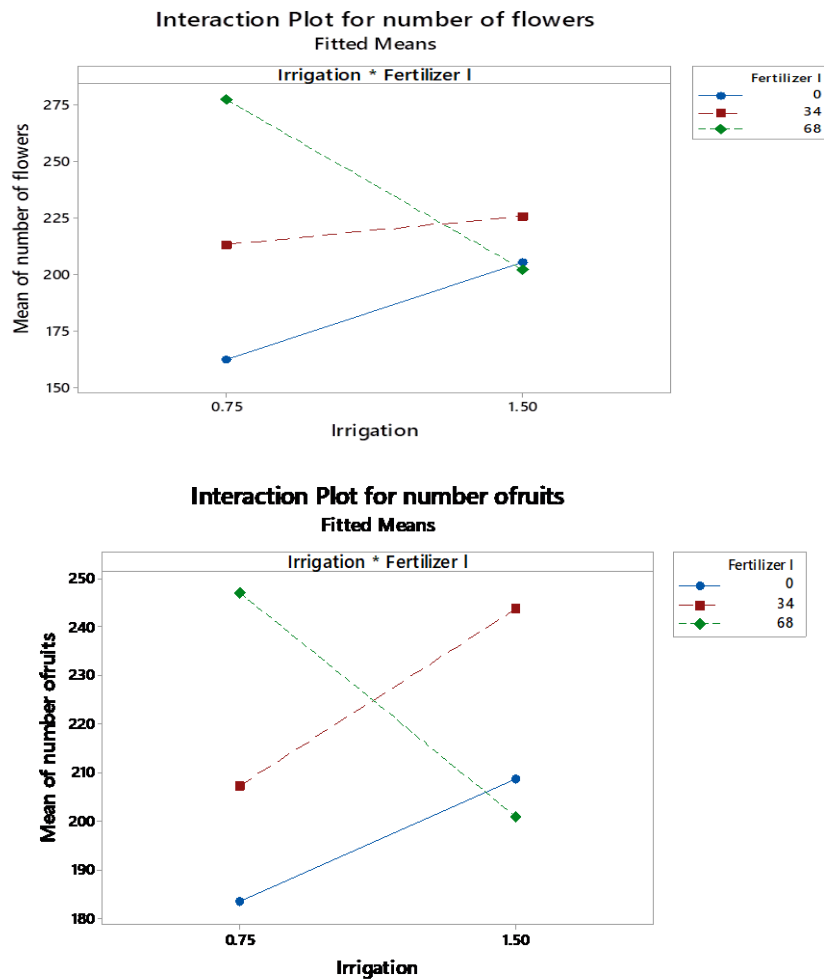 Interaction Plot for number of flowers
Fitted Means
Irrigation * Fertilizer l
Fertilizer l
0
34
68
275
250
225
200
175
150
Mean of number of flowers
0.75
1.50
Irrigation
Interaction Plot for number ofruits
Fitted Means
Irrigation * Fertilizer l
Fertilizer l
0
34
68
250
240
230
220
210
200
190
180
Mean of number ofruits
0.75
1.50
Irrigation